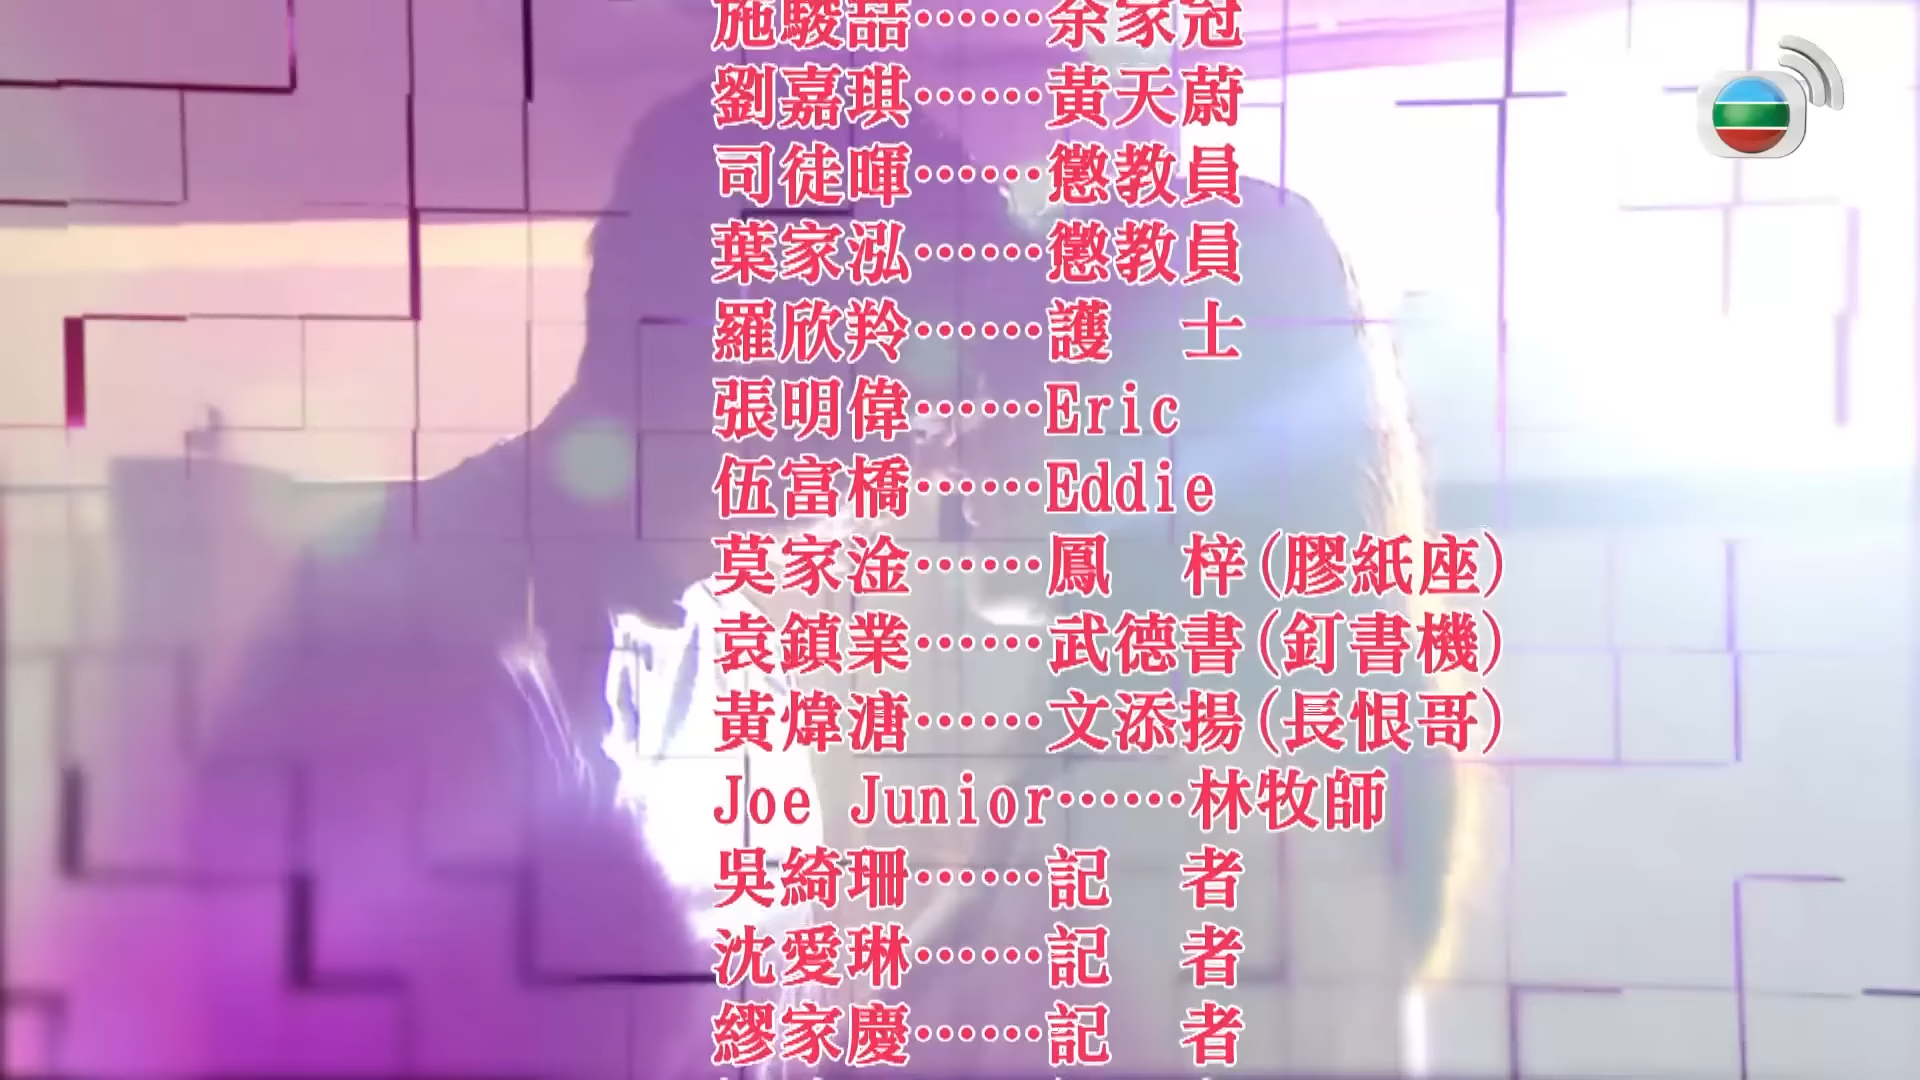 施駿喆……余家冠
劉嘉琪……黃天蔚
司徒暉……懲教員
葉家泓……懲教員
羅欣羚……護　士
張明偉……Eric
伍富橋……Eddie
莫家淦……鳳　梓(膠紙座)
袁鎮業……武德書(釘書機)
黃煒溏……文添揚(長恨哥)
Joe Junior……林牧師
吳綺珊……記　者
沈愛琳……記　者
繆家慶……記　者